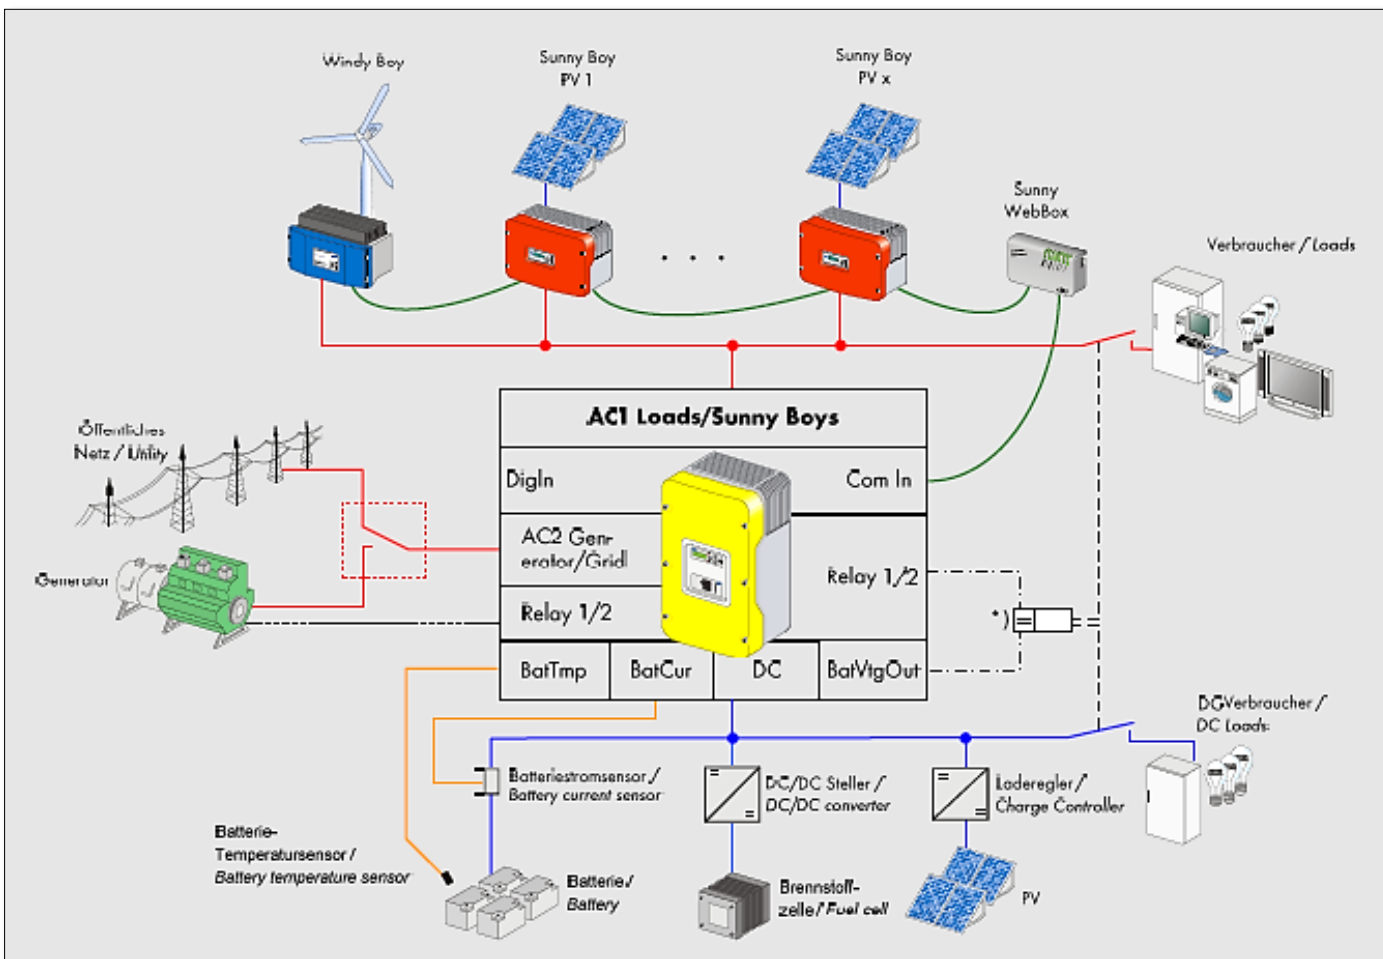 Windy Boy
Sunny Boy
PV 1
Sunny Boy
PV x
Sunny
WebBox
Verbraucher / Loads
Öffentliches
Netz / Utility
Generator
AC1 Loads/Sunny Boys
DigIn
Com In
AC2 Gen-
erator/Gridl
Relay 1/2
Relay 1/2
*)
BatTmp
BatCur
DC
BatVtgOut
DC-Verbraucher /
DC Loads
Batteriestromsensor /
Battery current sensor
DC/DC Steller /
DC/DC converter
Laderegler /
Charge Controller
Batterie-
Temperatursensor /
Battery temperature sensor
Batterie /
Battery
Brennstoff-
zelle / Fuel cell
PV